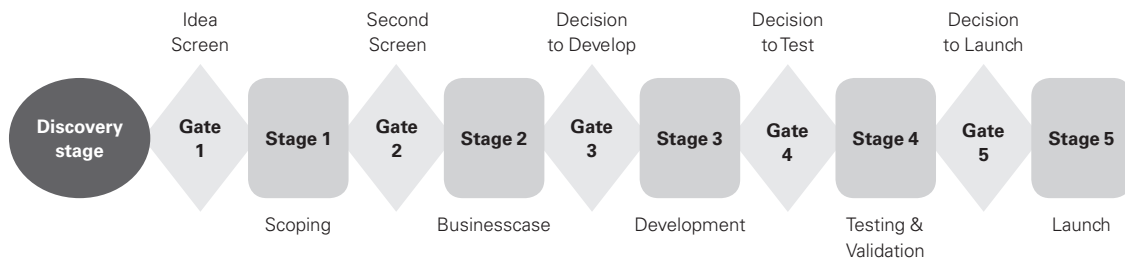 Idea
Screen
Second
Screen
Decision
to Develop
Decision
to Test
Decision
to Launch
Discovery
stage
Gate
1
Stage 1
Gate
2
Stage 2
Gate
3
Stage 3
Gate
4
Stage 4
Gate
5
Stage 5
Scoping
Businesscase
Development
Testing &
Validation
Launch